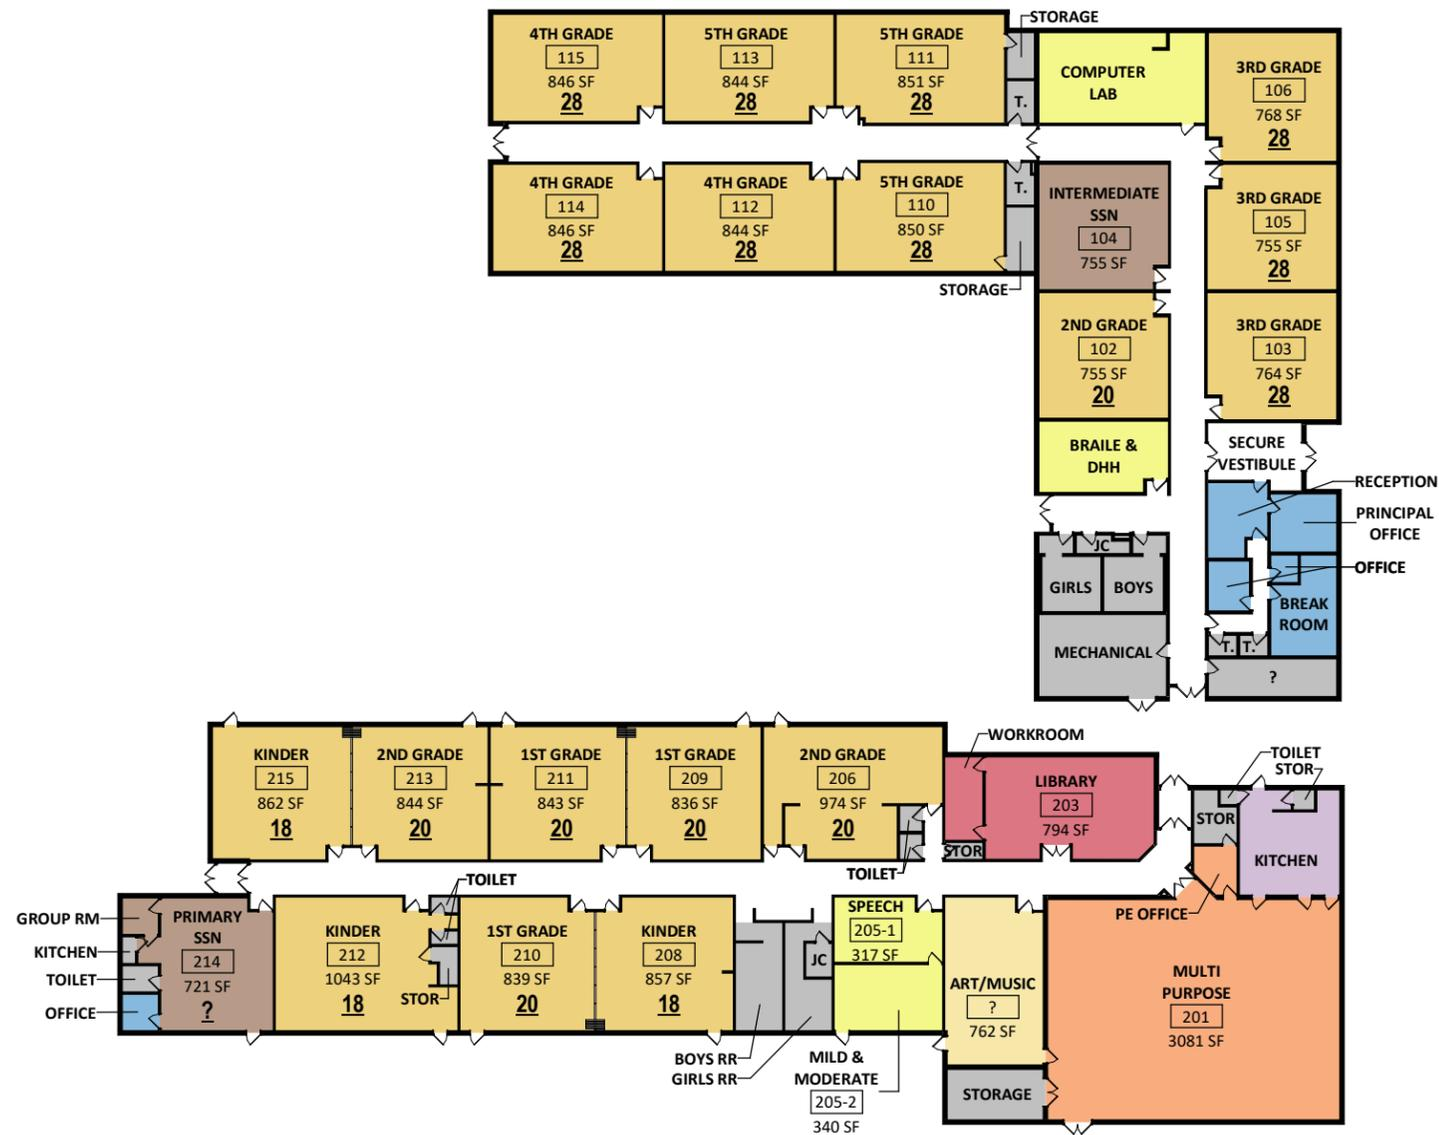 STORAGE
4TH GRADE
115
846 SF
28
5TH GRADE
113
844 SF
28
5TH GRADE
111
851 SF
28
T.
COMPUTER
LAB
3RD GRADE
106
768 SF
28
4TH GRADE
114
846 SF
28
4TH GRADE
112
844 SF
28
5TH GRADE
110
850 SF
28
T.
STORAGE
INTERMEDIATE
SSN
104
755 SF
3RD GRADE
105
755 SF
28
2ND GRADE
102
755 SF
20
3RD GRADE
103
764 SF
28
BRAILE &
DHH
SECURE
VESTIBULE
RECEPTION
PRINCIPAL
OFFICE
OFFICE
JC
GIRLS
BOYS
BREAK
ROOM
MECHANICAL
T.
T.
?
KINDER
215
862 SF
18
2ND GRADE
213
844 SF
20
1ST GRADE
211
843 SF
20
1ST GRADE
209
836 SF
20
2ND GRADE
206
974 SF
20
TOILET
WORKROOM
LIBRARY
203
794 SF
STOR
TOILET
STOR
STOR
KITCHEN
PE OFFICE
GROUP RM
KITCHEN
TOILET
OFFICE
PRIMARY
SSN
214
721 SF
?
KINDER
212
1043 SF
18
TOILET
STOR
1ST GRADE
210
839 SF
20
KINDER
208
857 SF
18
JC
BOYS RR
GIRLS RR
SPEECH
205-1
317 SF
MILD &
MODERATE
205-2
340 SF
ART/MUSIC
?
762 SF
STORAGE
MULTI
PURPOSE
201
3081 SF